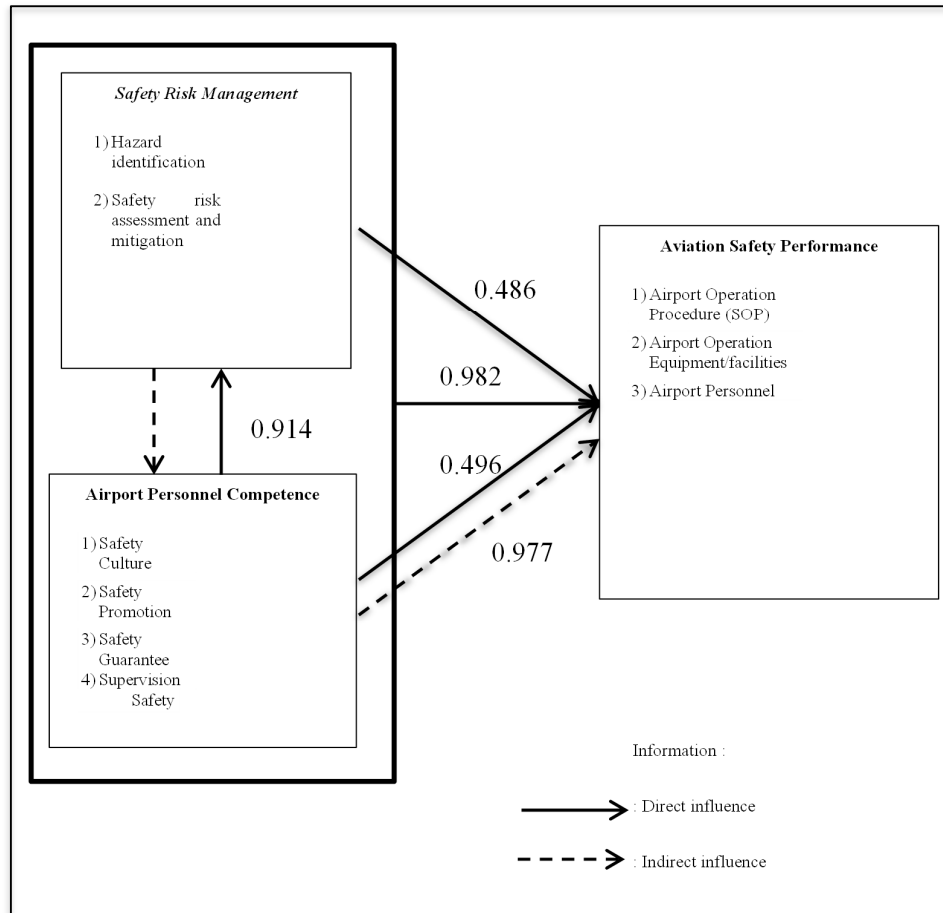 Safety Risk Management
1) Hazard
identification
2) Safety risk
assessment and
mitigation
0.914
Airport Personnel Competence
1) Safety
Culture
2) Safety
Promotion
3) Safety
Guarantee
4) Supervision
Safety
0.486
0.982
0.496
0.977
Aviation Safety Performance
1) Airport Operation
Procedure (SOP)
2) Airport Operation
Equipment/facilities
3) Airport Personnel
Information :
: Direct influence
: Indirect influence